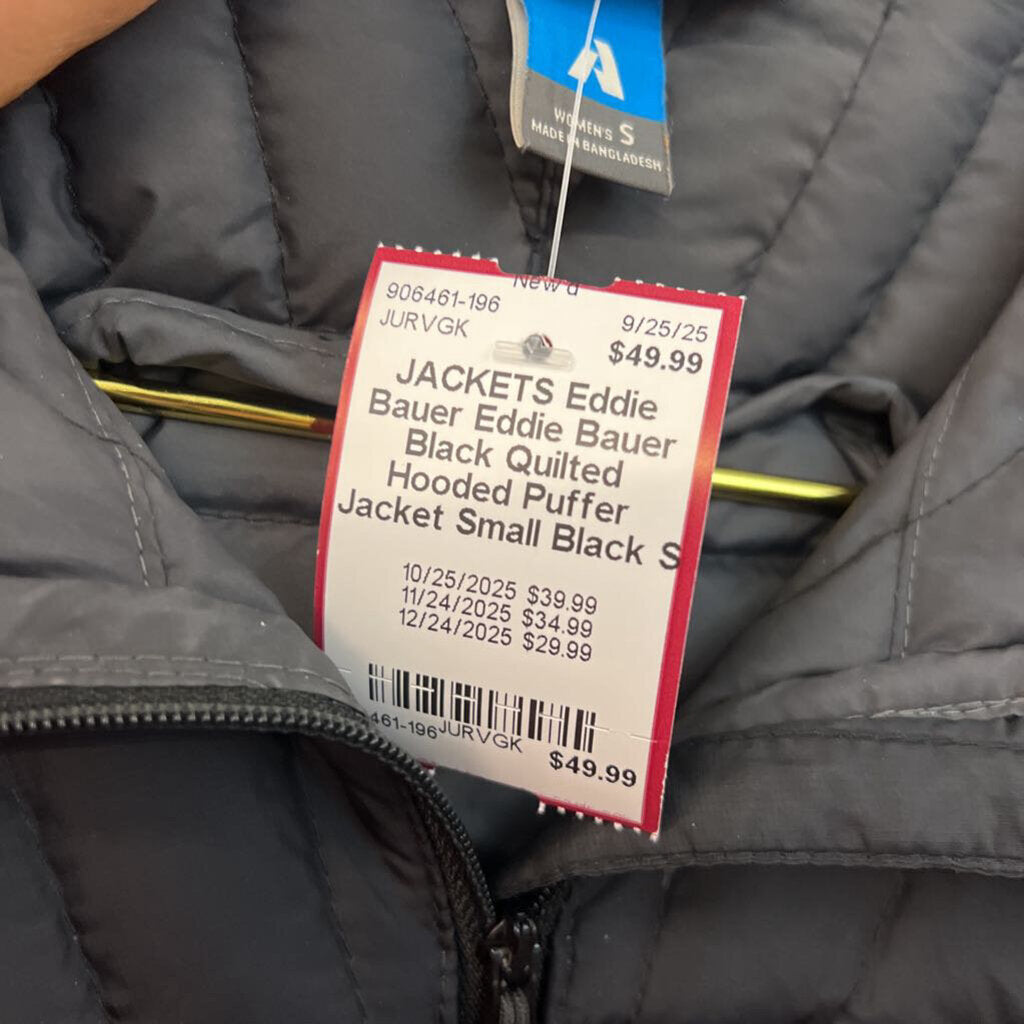 A
WOMEN'S S
MADE IN BANGLADESH
New'd
906461-196
9/25/25
JURVGK
$49.99
JACKETS Eddie
Bauer Eddie Bauer
Black Quilted
Hooded Puffer
Jacket Small Black S
10/25/2025 $39.99
11/24/2025 $34.99
12/24/2025 $29.99
461-196JURVGK
$49.99